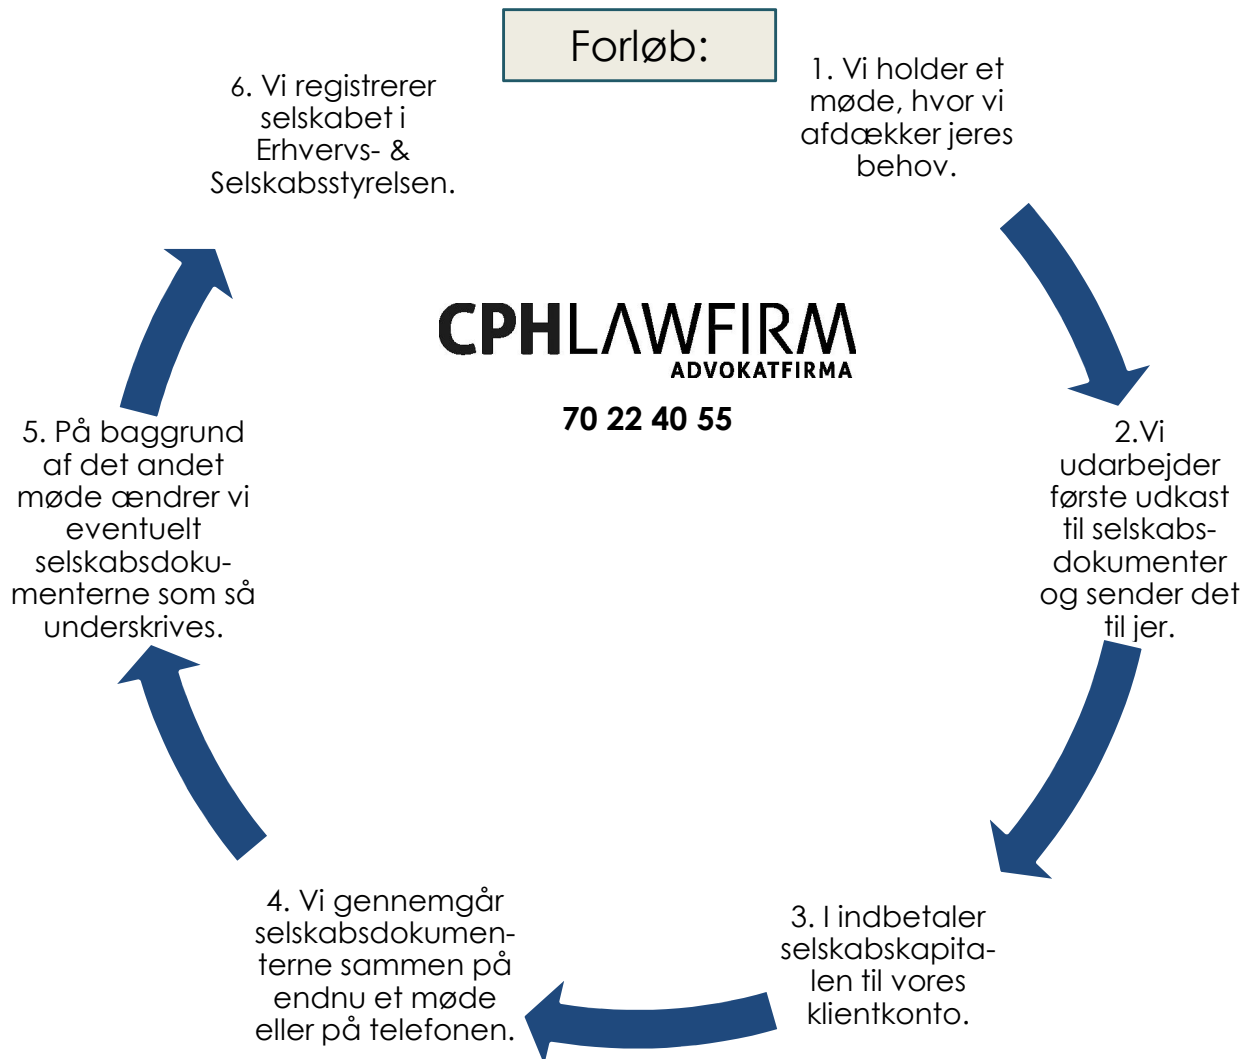 Forløb:
1. Vi holder et
møde, hvor vi
afdækker jeres
behov.
2.Vi
udarbejder
første udkast
til selskabs-
dokumenter
og sender det
til jer.
3. I indbetaler
selskabskapita-
len til vores
klientkonto.
4. Vi gennemgår
selskabsdokumen-
terne sammen på
endnu et møde
eller på telefonen.
5. På baggrund
af det andet
møde ændrer vi
eventuelt
selskabsdoku-
menterne som så
underskrives.
6. Vi registrerer
selskabet i
Erhvervs- &
Selskabsstyrelsen.
CPHLAWFIRM
ADVOKATFIRMA
70 22 40 55